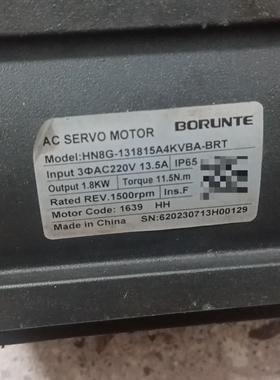 AC SERVO MOTOR BORUNTE
Model:HN8G-131815A4KVBA-BRT
Input 3ΦAC220V 13.5A IP65
Output 1.8KW Torque 11.5N.m
Rated REV.1500rpm Ins.F
Motor Code: 1639 HH
Made in China SN:620230713H00129